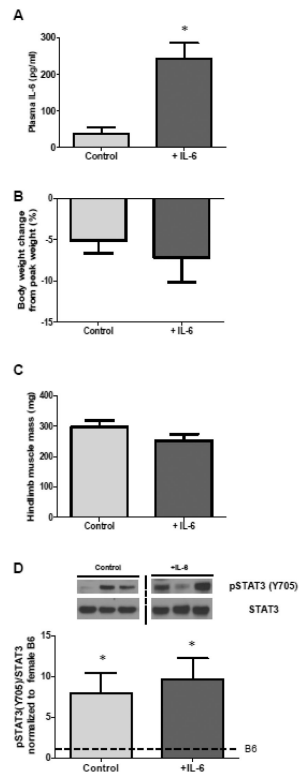 A
Plasma IL-6 (pg/ml)
300
200
100
0
*
Control
+ IL-6
B
Body weight change
from peak weight (%)
0
-5
-10
-15
Control
+ IL-6
C
Hindlimb muscle mass (mg)
400
300
200
100
0
Control
+ IL-6
D
Control
+IL-6
pSTAT3 (Y705)
STAT3
pSTAT3(Y705)/STAT3
normalized to female B6
15
10
5
0
*
*
B6
Control
+IL-6